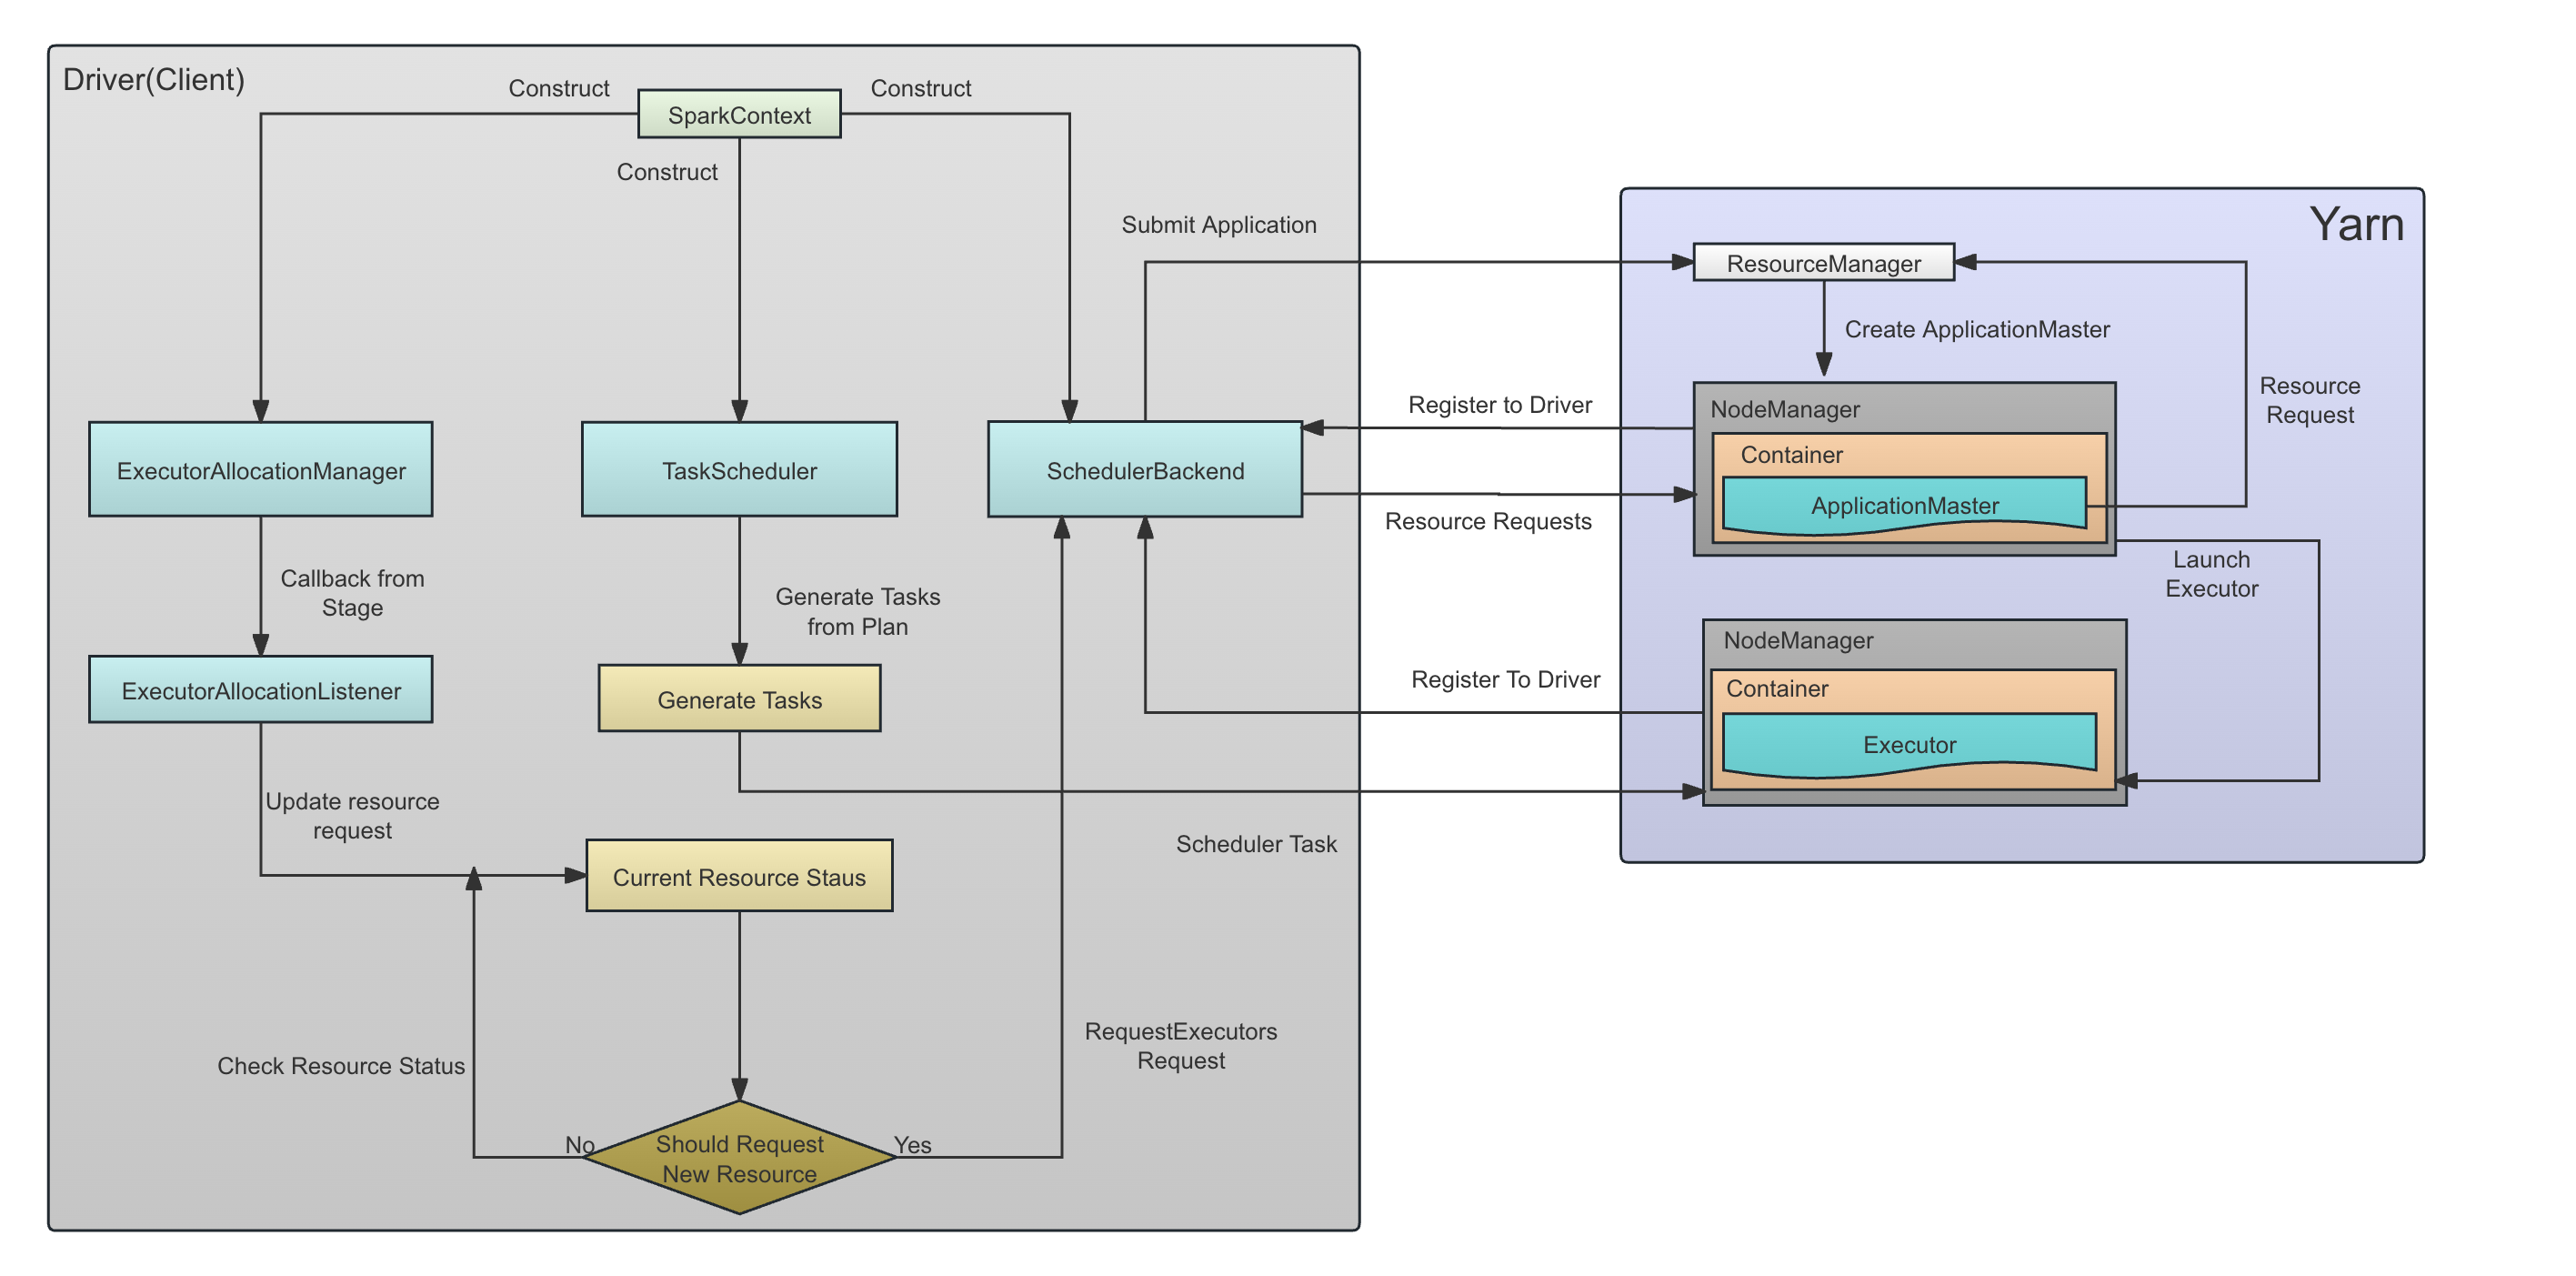 Driver(Client)
Construct
SparkContext
Construct
Construct
Submit Application
Yarn
ResourceManager
Create ApplicationMaster
Resource
Request
Register to Driver
NodeManager
Container
ApplicationMaster
ExecutorAllocationManager
TaskScheduler
SchedulerBackend
Resource Requests
Launch
Executor
Callback from
Stage
Generate Tasks
from Plan
NodeManager
Container
Executor
Register To Driver
ExecutorAllocationListener
Generate Tasks
Update resource
request
Scheduler Task
Current Resource Staus
RequestExecutors
Request
Check Resource Status
No
Should Request
New Resource
Yes